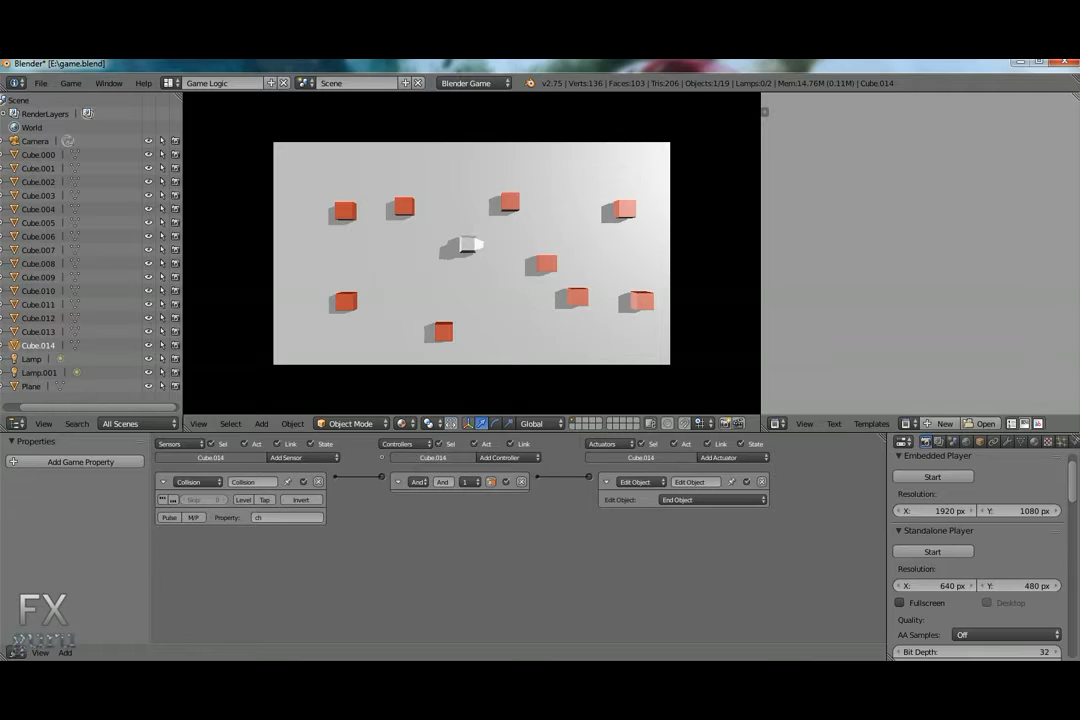 Blender* [E:\game.blend]
File Game Window Help Game Logic Scene Blender Game v2.75 | Verts:136 | Faces:103 | Tris:206 | Objects:1/19 | Lamps:0/2 | Mem:14.76M (0.11M) | Cube.014
Scene
RenderLayers
World
Camera
Cube.000
Cube.001
Cube.002
Cube.003
Cube.004
Cube.005
Cube.006
Cube.007
Cube.008
Cube.009
Cube.010
Cube.011
Cube.012
Cube.013
Cube.014
Lamp
Lamp.001
Plane
View Search All Scenes View Select Add Object Object Mode Global View Text Templates New Open
Properties
Add Game Property
Sensors Sel Act Link State Controllers Sel Act Link Actuators Sel Act Link State
Cube.014 Add Sensor Cube.014 Add Controller Cube.014 Add Actuator
Collision Collision And And 1 Edit Object Edit Object
Skip: 0 Level Tap Invert Edit Object: End Object
Pulse M/P Property: ch
Embedded Player
Start
Resolution:
X: 1920 px Y: 1080 px
Standalone Player
Start
Resolution:
X: 640 px Y: 480 px
Fullscreen Desktop
Quality:
AA Samples: Off
Bit Depth: 32
FX
View Add